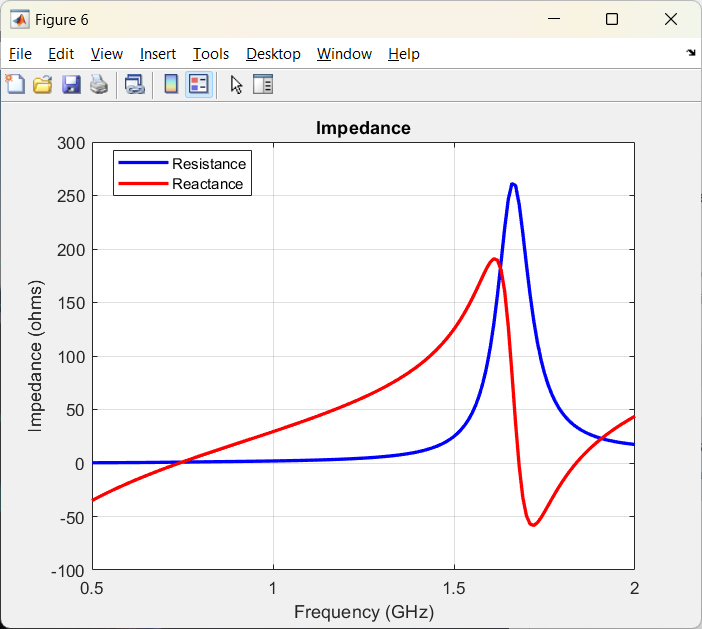 Figure 6
File Edit View Insert Tools Desktop Window Help
Impedance
Resistance
Reactance
300
250
200
150
100
50
0
-50
-100
Impedance (ohms)
0.5 1 1.5 2
Frequency (GHz)